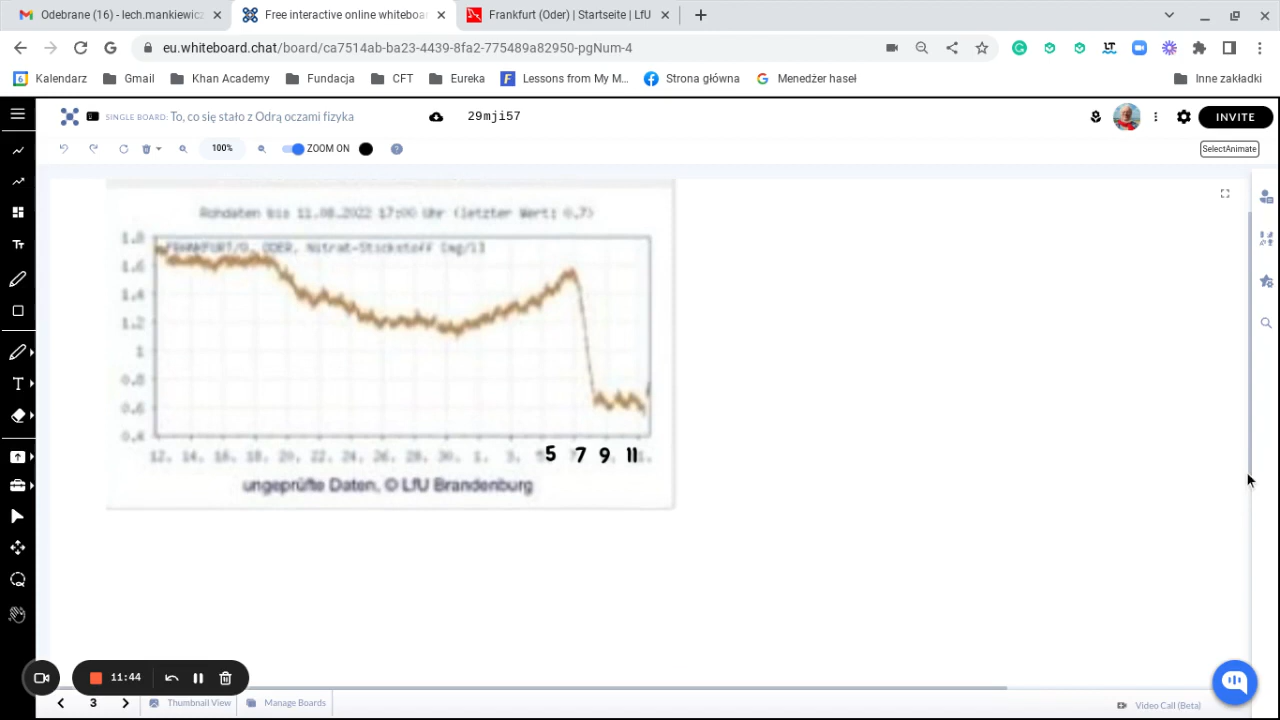 Odebrane (16) - lech.mankiewicz
Free interactive online whiteboa
Frankfurt (Oder) | Startseite | LfU
eu.whiteboard.chat/board/ca7514ab-ba23-4439-8fa2-775489a82950-pgNum-4
Kalendarz Gmail Khan Academy Fundacja CFT Eureka Lessons from My M... Strona główna Menedżer haseł Inne zakładki
SINGLE BOARD: To, co się stało z Odrą oczami fizyka 29mji57 INVITE
100% ZOOM ON SelectAnimate
Rohdaten bis 11.08.2022 17:00 Uhr (letzter Wert: 0.7)
FRANKFURT/O, ODER, Nitrat-Stickstoff [mg/l]
1.8
1.6
1.4
1.2
1
0.8
0.6
0.4
12. 14. 16. 18. 20. 22. 24. 26. 28. 30. 1. 3. 5 7 9 11
ungeprüfte Daten, © LfU Brandenburg
11:44
3 Thumbnail View Manage Boards Video Call (Beta)